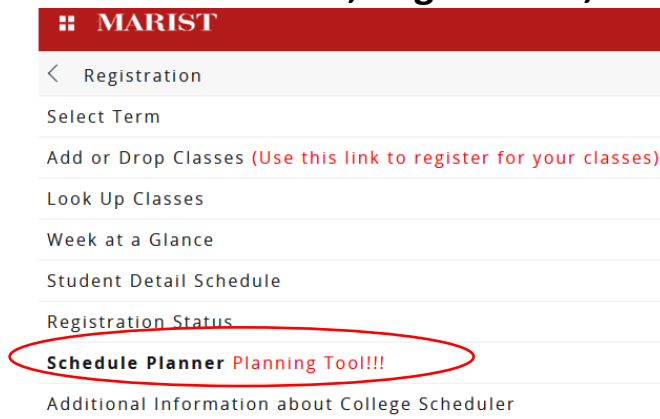 MARIST
Registration
Select Term
Add or Drop Classes (Use this link to register for your classes)
Look Up Classes
Week at a Glance
Student Detail Schedule
Registration Status
Schedule Planner Planning Tool!!!
Additional Information about College Scheduler